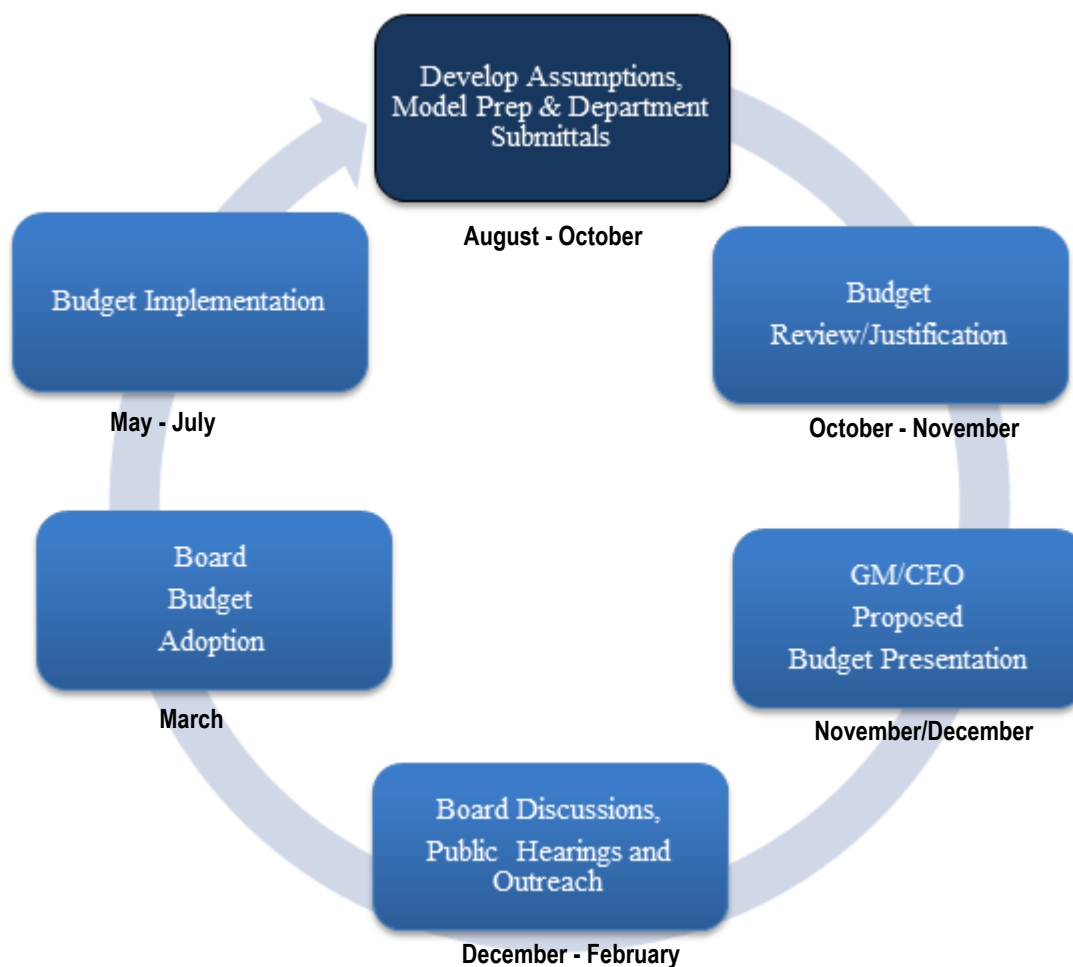 Develop Assumptions,
Model Prep & Department
Submittals
August - October
Budget
Review/Justification
October - November
GM/CEO
Proposed
Budget Presentation
November/December
Board Discussions,
Public Hearings and
Outreach
December - February
Board
Budget
Adoption
March
Budget Implementation
May - July